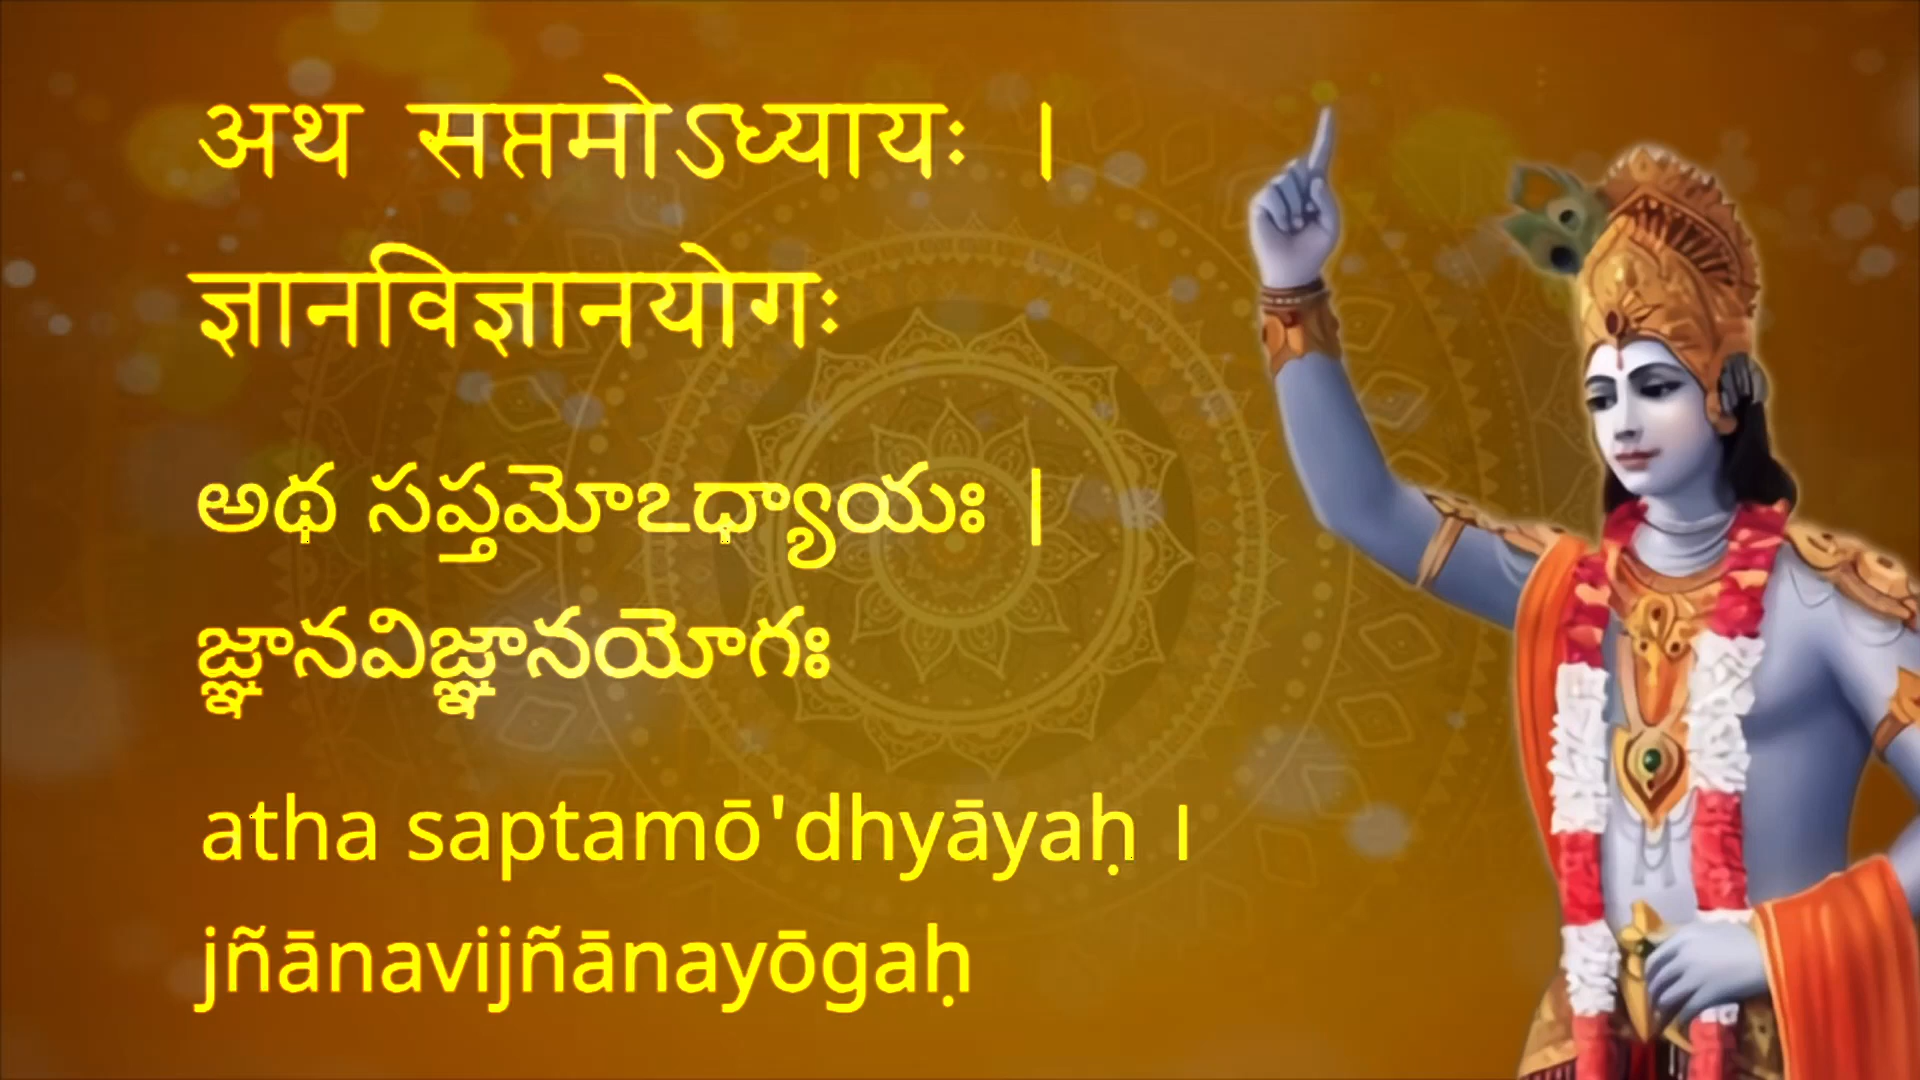 अथ सप्तमोऽध्यायः ।
ज्ञानविज्ञानयोगः
అథ సప్తమోఽధ్యాయః |
జ్ఞానవిజ్ఞానయోగః
atha saptamō'dhyāyaḥ ।
jñānavijñānayōgaḥ